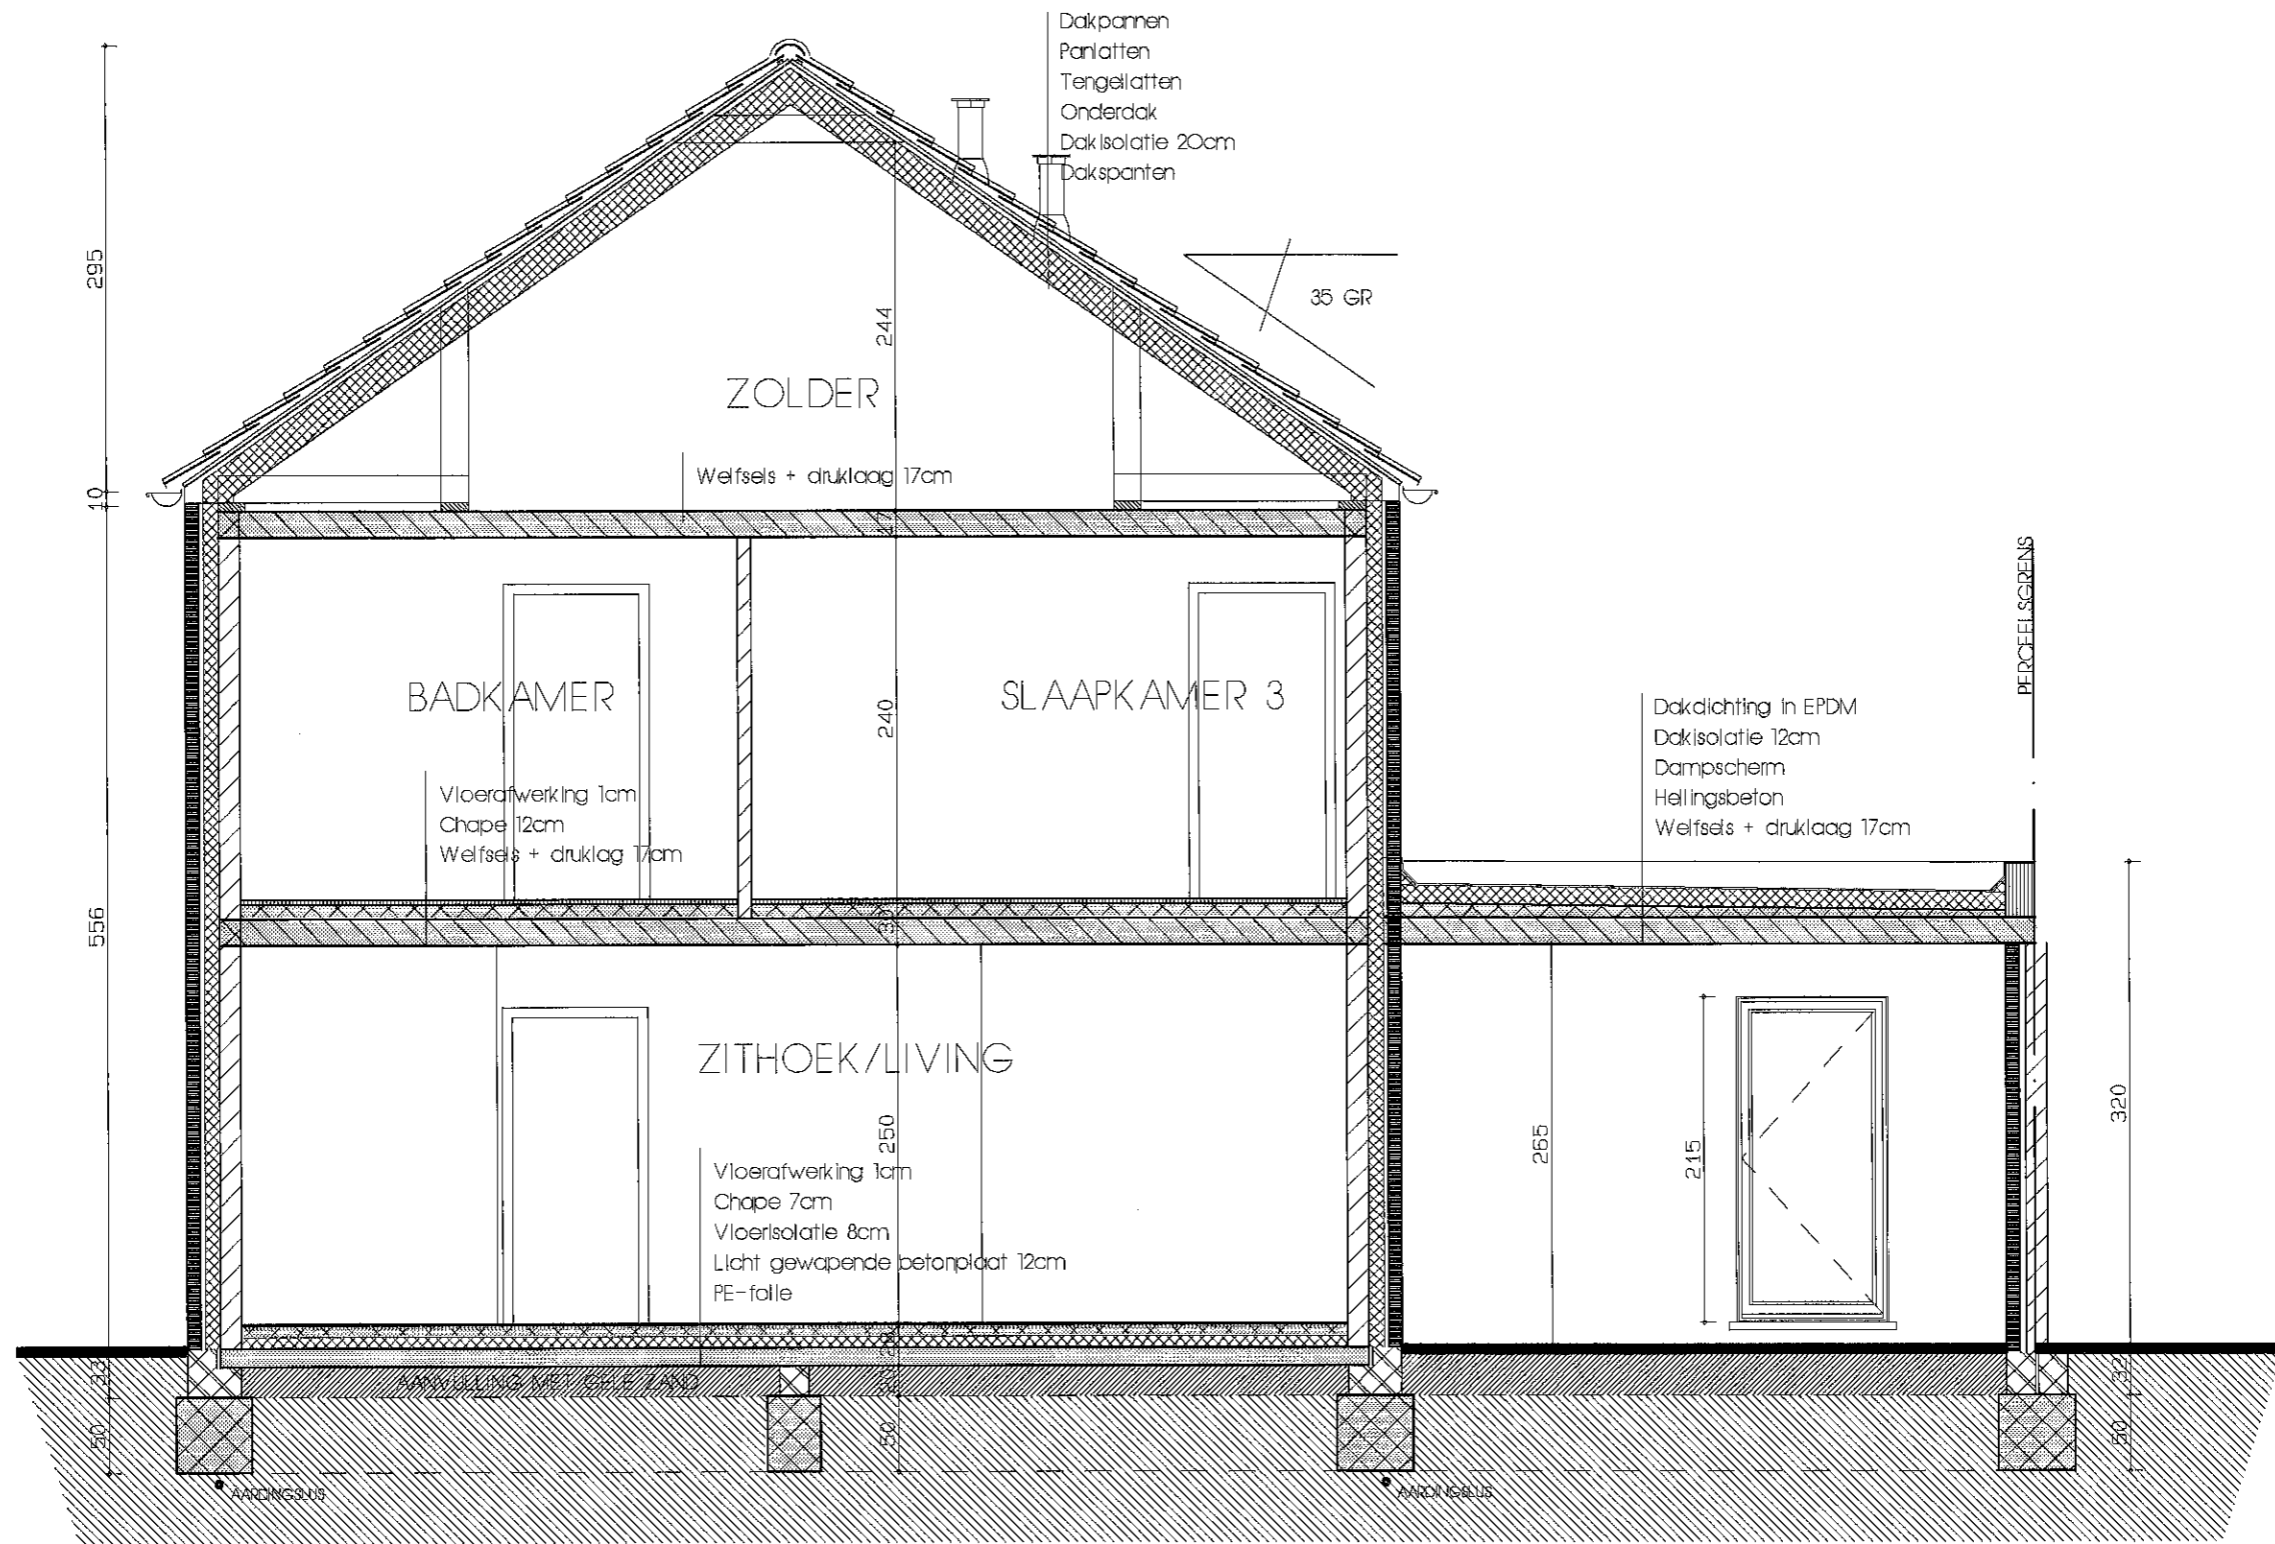 Dakpannen
Panlatten
Tengellatten
Onderdak
Dakisolatie 20cm
Dakspanten
295
35 GR
244
ZOLDER
Welfsels + druklaag 17cm
10
17
PERCEELSGRENS
BADKAMER
SLAAPKAMER 3
240
Dakdichting in EPDM
Dakisolatie 12cm
Dampscherm
Hellingsbeton
Welfsels + druklaag 17cm
Vloerafwerking 1cm
Chape 12cm
Welfsels + druklag 17cm
556
30
ZITHOEK/LIVING
320
250
265
215
Vloerafwerking 1cm
Chape 7cm
Vloerisolatie 8cm
Licht gewapende betonplaat 12cm
PE-folie
33
AANVULLING MET GELE ZAND
32
50
50
50
AARDINGSLUS
AARDINGSLUS